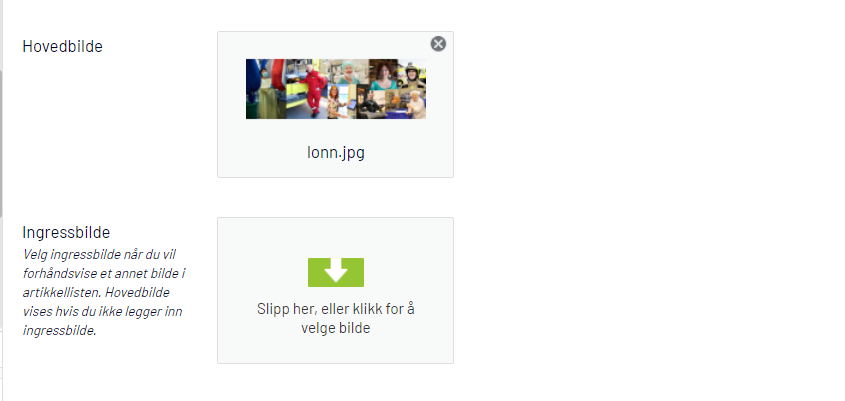 Hovedbilde
lonn.jpg
Ingressbilde
Velg ingressbilde når du vil
forhåndsvise et annet bilde i
artikkellisten. Hovedbilde
vises hvis du ikke legger inn
ingressbilde.
Slipp her, eller klikk for å
velge bilde